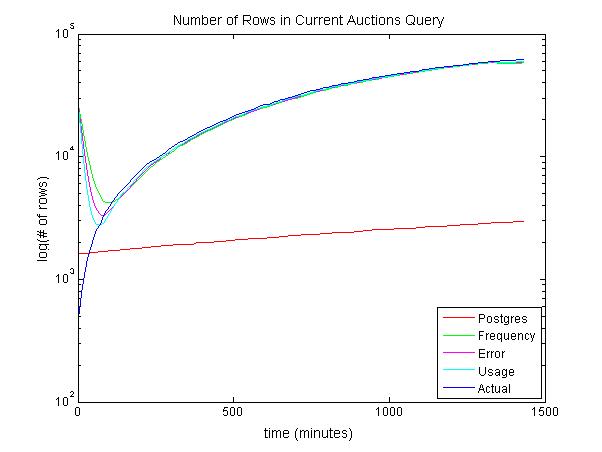 Number of Rows in Current Auctions Query
10^5
10^4
10^3
10^2
log(# of rows)
0 500 1000 1500
time (minutes)
Postgres
Frequency
Error
Usage
Actual